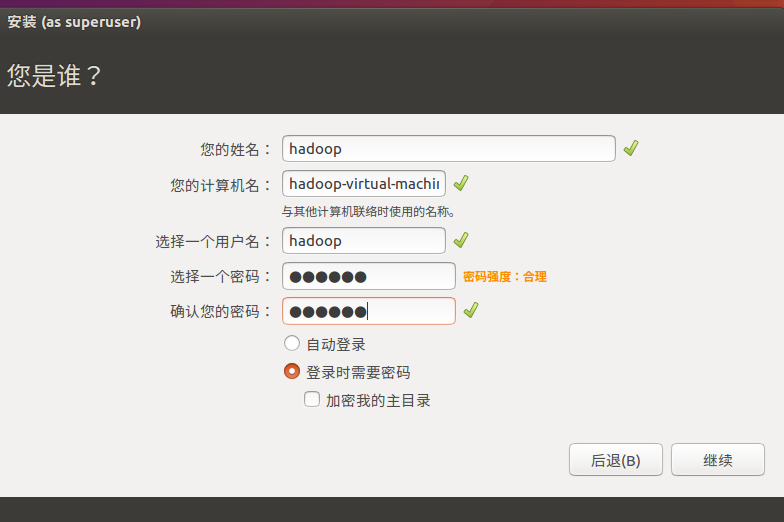 安装 (as superuser)
您是谁？
您的姓名： hadoop
您的计算机名： hadoop-virtual-machin
与其他计算机联络时使用的名称。
选择一个用户名： hadoop
选择一个密码： ●●●●●● 密码强度：合理
确认您的密码： ●●●●●●
自动登录
登录时需要密码
加密我的主目录
后退(B) 继续